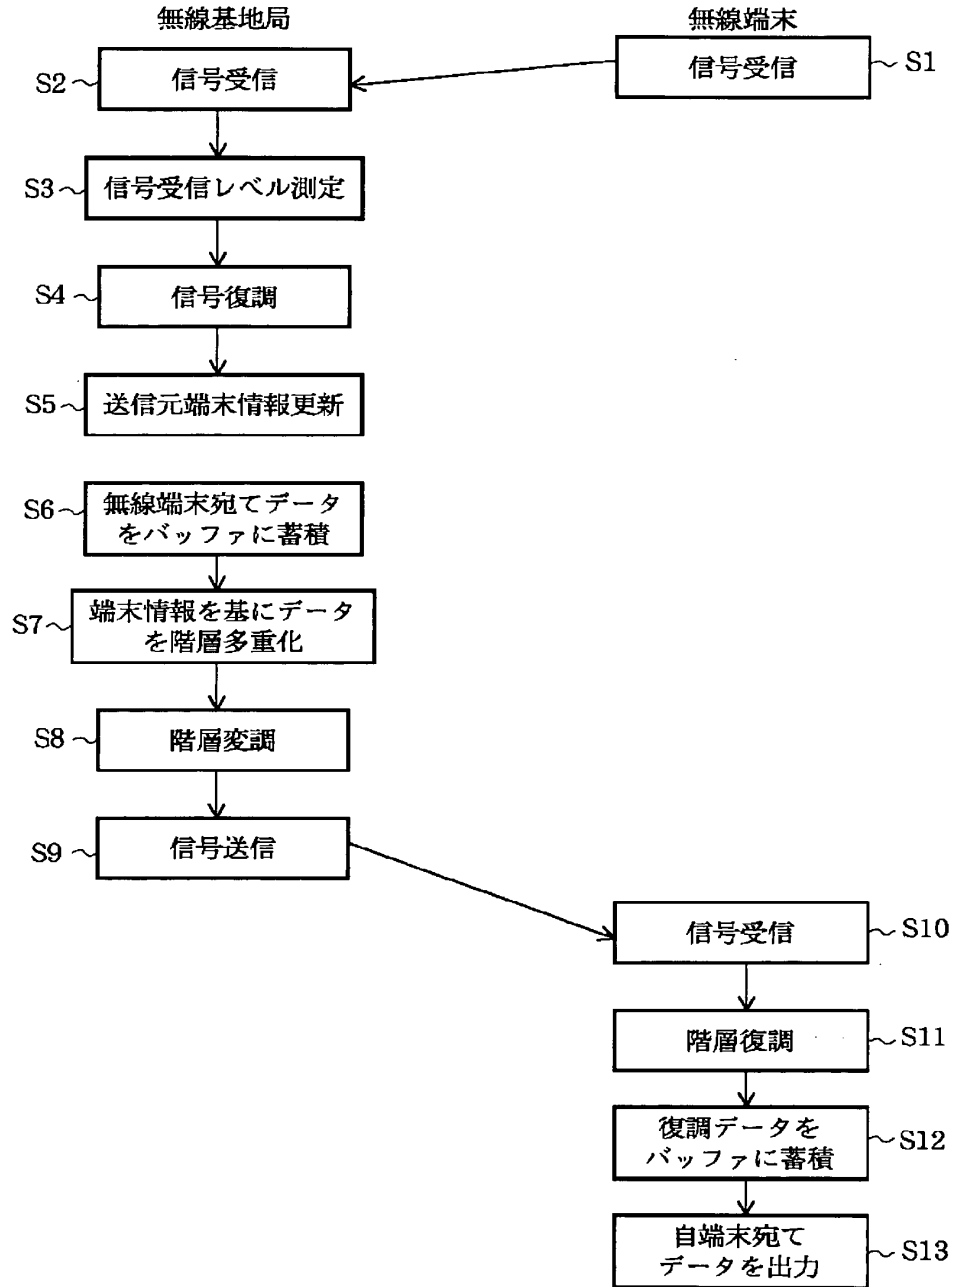 無線基地局
無線端末
信号受信
S1
S2
信号受信
S3
信号受信レベル測定
S4
信号復調
S5
送信元端末情報更新
S6
無線端末宛てデータ
をバッファに蓄積
S7
端末情報を基にデータ
を階層多重化
S8
階層変調
S9
信号送信
信号受信
S10
階層復調
S11
復調データを
バッファに蓄積
S12
自端末宛て
データを出力
S13